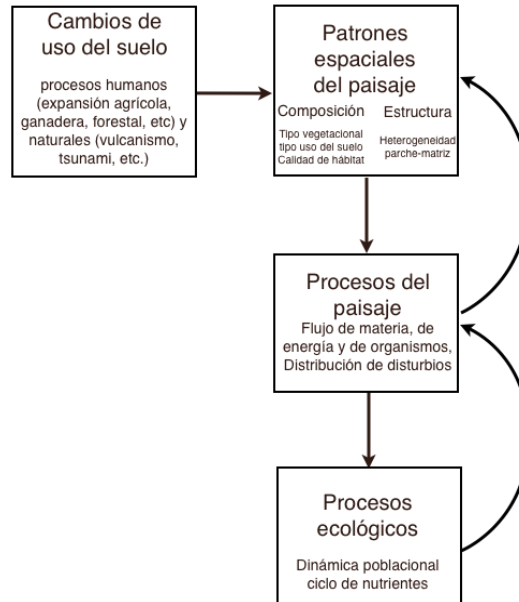 Cambios de
uso del suelo
procesos humanos
(expansión agrícola,
ganadera, forestal, etc) y
naturales (vulcanismo,
tsunami, etc.)
Patrones
espaciales
del paisaje
Composición
Tipo vegetacional
tipo uso del suelo
Calidad de hábitat
Estructura
Heterogeneidad
parche-matriz
Procesos del
paisaje
Flujo de materia, de
energía y de organismos,
Distribución de disturbios
Procesos
ecológicos
Dinámica poblacional
ciclo de nutrientes